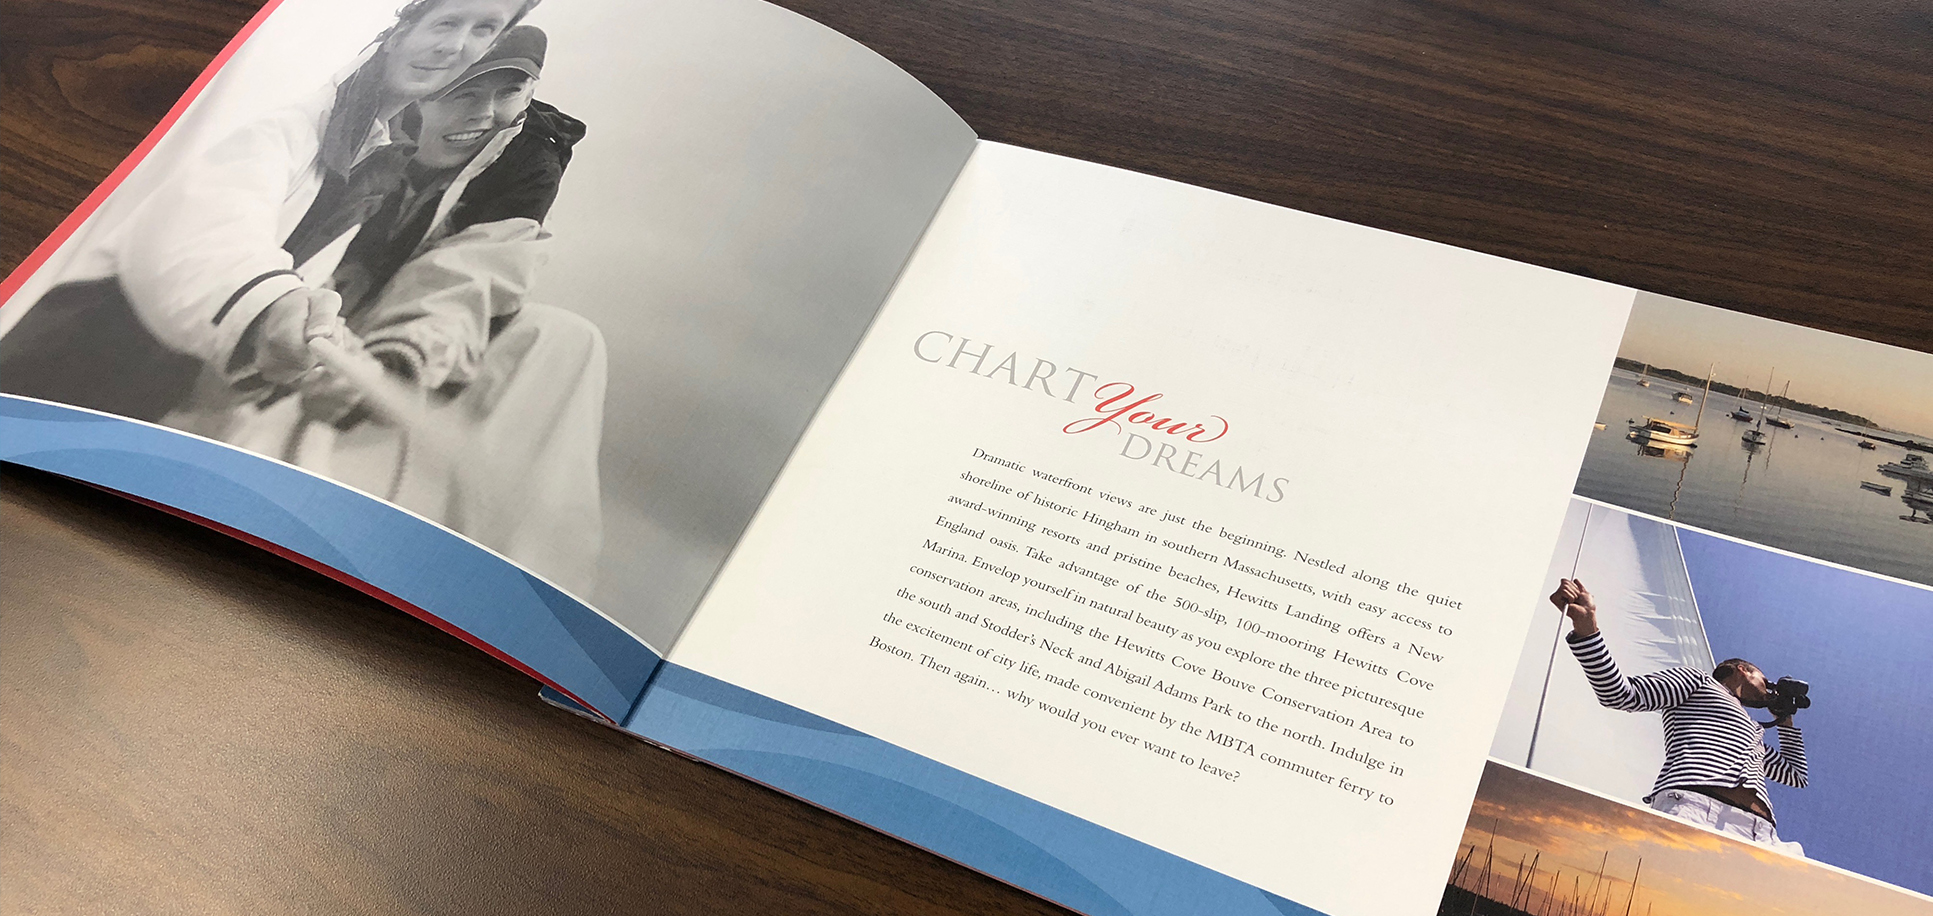 CHART Your
DREAMS
Dramatic waterfront views are just the beginning. Nestled along the quiet
shoreline of historic Hingham in southern Massachusetts, with easy access to
award-winning resorts and pristine beaches, Hewitts Landing offers a New
England oasis. Take advantage of the 500-slip, 100-mooring Hewitts Cove
Marina. Envelop yourself in natural beauty as you explore the three picturesque
conservation areas, including the Hewitts Cove Bouve Conservation Area to
the south and Stodder's Neck and Abigail Adams Park to the north. Indulge in
the excitement of city life, made convenient by the MBTA commuter ferry to
Boston. Then again... why would you ever want to leave?